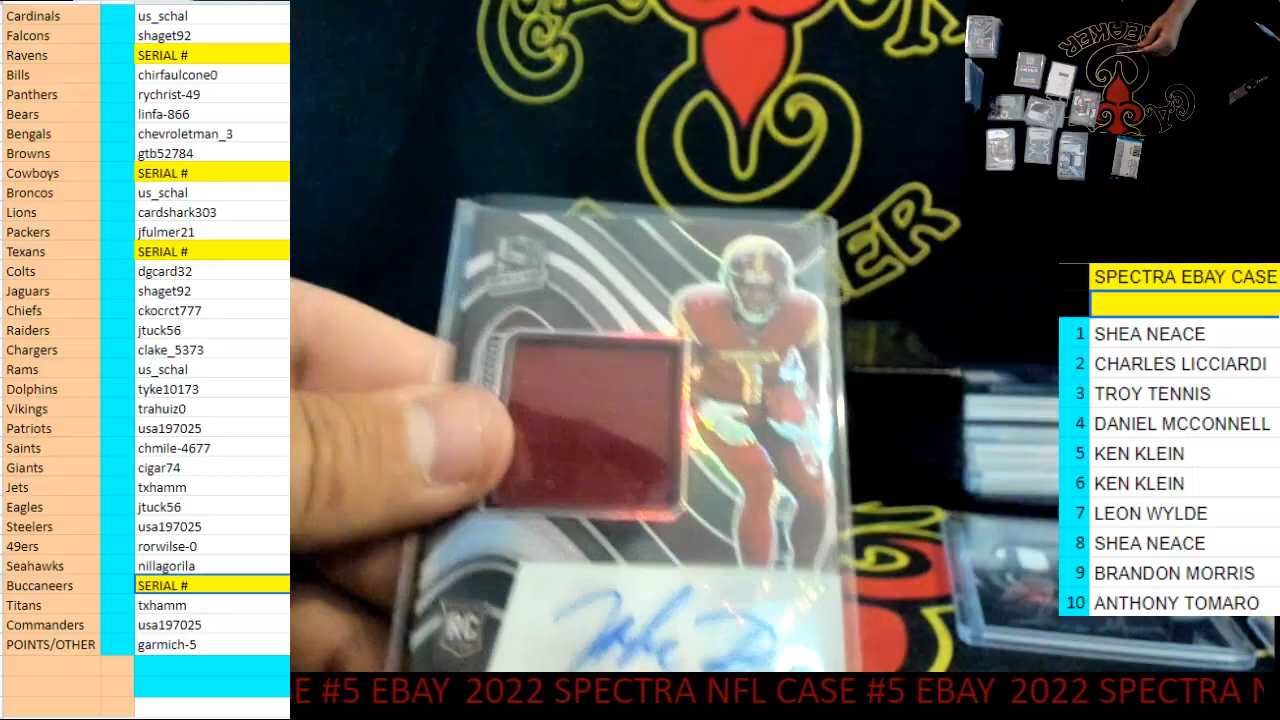 Cardinals us_schal
Falcons shaget92
Ravens SERIAL #
Bills chirfaulcone0
Panthers rychrist-49
Bears linfa-866
Bengals chevroletman_3
Browns gtb52784
Cowboys SERIAL #
Broncos us_schal
Lions cardshark303
Packers jfulmer21
Texans SERIAL #
Colts dgcard32
Jaguars shaget92
Chiefs ckocrct777
Raiders jtuck56
Chargers clake_5373
Rams us_schal
Dolphins tyke10173
Vikings trahuiz0
Patriots usa197025
Saints chmile-4677
Giants cigar74
Jets txhamm
Eagles jtuck56
Steelers usa197025
49ers rorwilse-0
Seahawks nillagorila
Buccaneers SERIAL #
Titans txhamm
Commanders usa197025
POINTS/OTHER garmich-5
RC
SPECTRA EBAY CASE
1 SHEA NEACE
2 CHARLES LICCIARDI
3 TROY TENNIS
4 DANIEL MCCONNELL
5 KEN KLEIN
6 KEN KLEIN
7 LEON WYLDE
8 SHEA NEACE
9 BRANDON MORRIS
10 ANTHONY TOMARO
E #5 EBAY 2022 SPECTRA NFL CASE #5 EBAY 2022 SPECTRA N